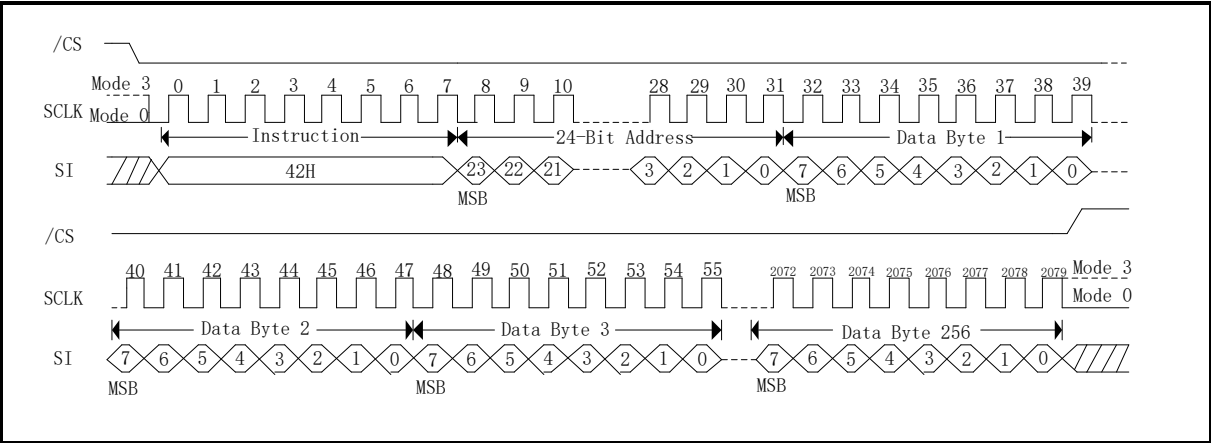 /CS
Mode 3 0 1 2 3 4 5 6 7 8 9 10 28 29 30 31 32 33 34 35 36 37 38 39
SCLK Mode 0
Instruction 24-Bit Address Data Byte 1
SI 42H 23 22 21 3 2 1 0 7 6 5 4 3 2 1 0
MSB MSB
/CS
40 41 42 43 44 45 46 47 48 49 50 51 52 53 54 55 2072 2073 2074 2075 2076 2077 2078 2079 Mode 3
SCLK Mode 0
Data Byte 2 Data Byte 3 Data Byte 256
SI 7 6 5 4 3 2 1 0 7 6 5 4 3 2 1 0 7 6 5 4 3 2 1 0
MSB MSB MSB